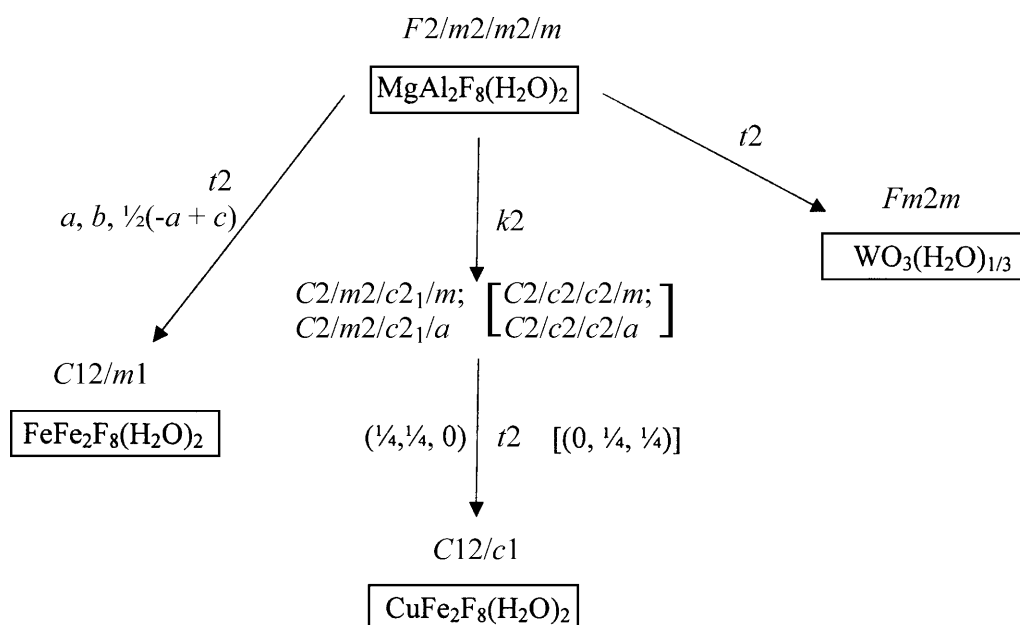 F2/m2/m2/m
MgAl₂F₈(H₂O)₂
t2
a, b, ½(-a + c)
t2
k2
Fm2m
WO₃(H₂O)₁/₃
C2/m2/c2₁/m; [C2/c2/c2/m;
C2/m2/c2₁/a C2/c2/c2/a]
C12/m1
FeFe₂F₈(H₂O)₂
(¼,¼, 0) t2 [(0, ¼, ¼)]
C12/c1
CuFe₂F₈(H₂O)₂